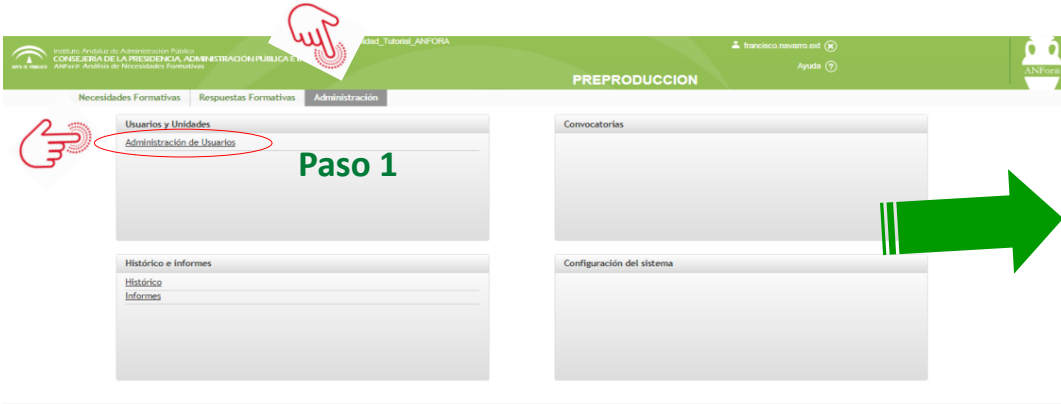 idad_Tutorial_ANFORA
francisco.navarro.ext
Instituto Andaluz de Administración Pública
CONSEJERIA DE LA PRESIDENCIA, ADMINISTRACIÓN PÚBLICA E
ANFora: Análisis de Necesidades Formativas
Ayuda ?
ANFora
PREPRODUCCION
Necesidades Formativas Respuestas Formativas Administración
Usuarios y Unidades
Administración de Usuarios
Paso 1
Convocatorias
Histórico e informes
Histórico
Informes
Configuración del sistema